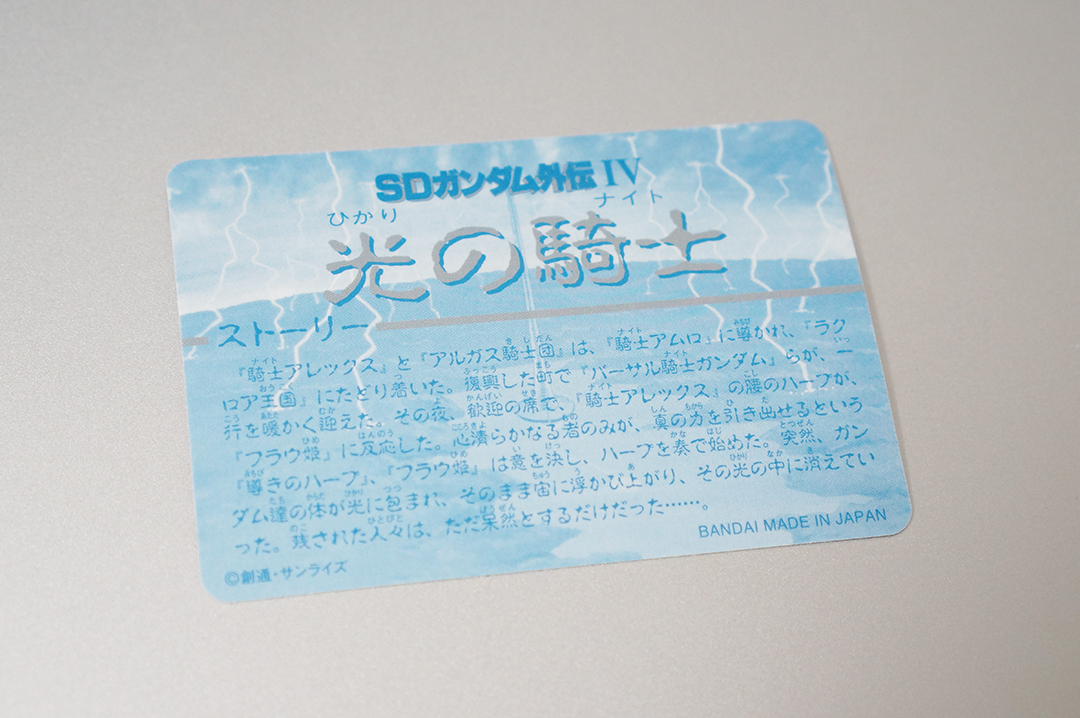 SDガンダム外伝IV
ひかり ナイト
光の騎士
ストーリー
『騎士アレックス』と『アルガス騎士団』は、『騎士アムロ』に導かれ、『ラク
ロア王国』にたどり着いた。復興した町で『バーサル騎士ガンダム』らが、一
行を暖かく迎えた。その夜、歓迎の席で、『騎士アレックス』の腰のハープが、
『フラウ姫』に反応した。心清らかなる者のみが、真の力を引き出せるという
『導きのハープ』、『フラウ姫』は意を決し、ハープを奏で始めた。突然、ガン
ダム達の体が光に包まれ、そのまま宙に浮かび上がり、その光の中に消えてい
った。残された人々は、ただ呆然とするだけだった……。
BANDAI MADE IN JAPAN
©創通・サンライズ